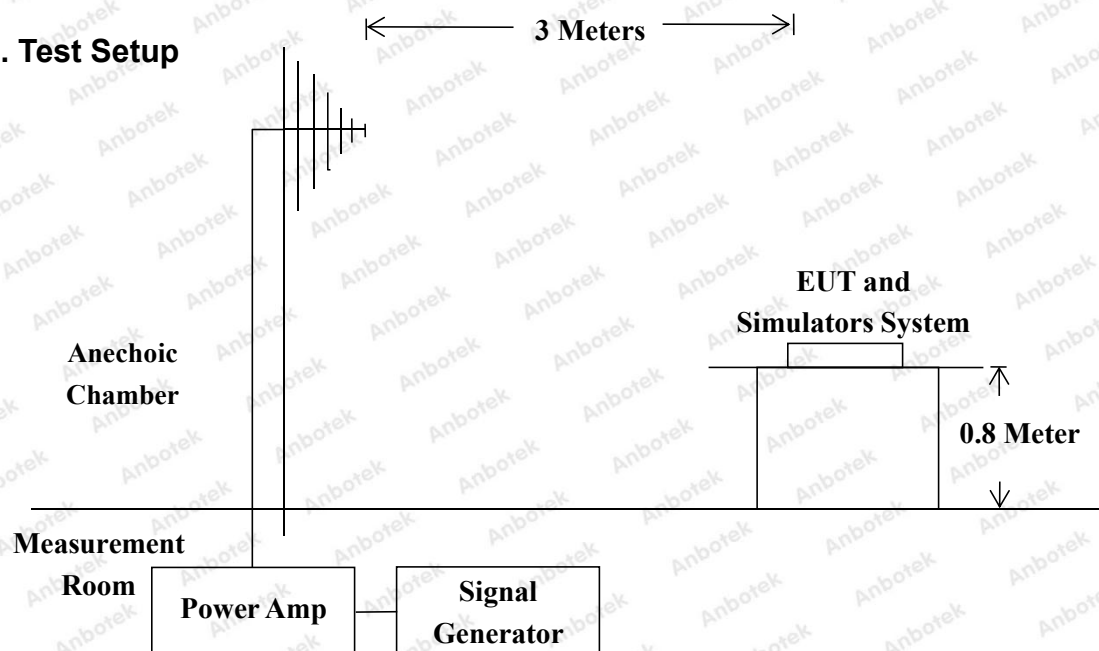 3 Meters
. Test Setup
EUT and
Simulators System
Anechoic
Chamber
0.8 Meter
Measurement
Room
Power Amp
Signal
Generator
Anbotek